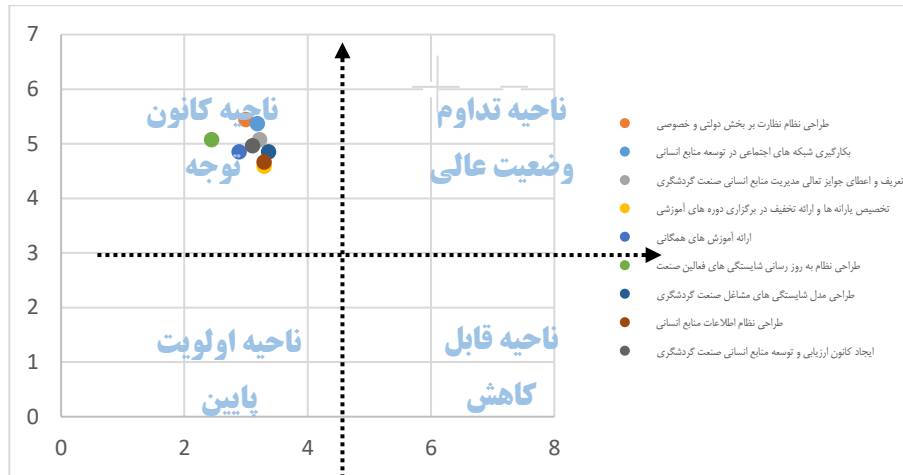 7
6
5
4
3
2
1
0
0 2 4 6 8
ناحیه کانون
توجه
ناحیه تداوم
وضعیت عالی
ناحیه اولویت
پایین
ناحیه قابل
کاهش
طراحی نظام نظارت بر بخش دولتی و خصوصی
بکارگیری شبکه های اجتماعی در توسعه منابع انسانی
تعریف و اعطای جوایز تعالی مدیریت منابع انسانی صنعت گردشگری
تخصیص یارانه ها و ارائه تخفیف در برگزاری دوره های آموزشی
ارائه آموزش های همگانی
طراحی نظام به روز رسانی شایستگی های فعالین صنعت
طراحی مدل شایستگی های مشاغل صنعت گردشگری
طراحی نظام اطلاعات منابع انسانی
ایجاد کانون ارزیابی و توسعه منابع انسانی صنعت گردشگری